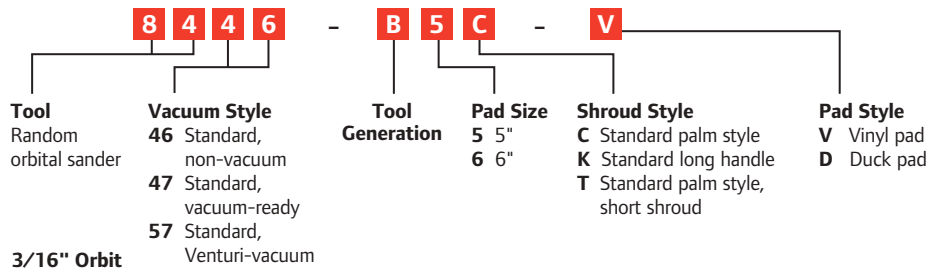 8 4 4 6 – B 5 C - V
Tool
Random
orbital sander
3/16" Orbit
Vacuum Style
46 Standard,
non-vacuum
47 Standard,
vacuum-ready
57 Standard,
Venturi-vacuum
Tool
Generation
Pad Size
5 5"
6 6"
Shroud Style
C Standard palm style
K Standard long handle
T Standard palm style,
short shroud
Pad Style
V Vinyl pad
D Duck pad